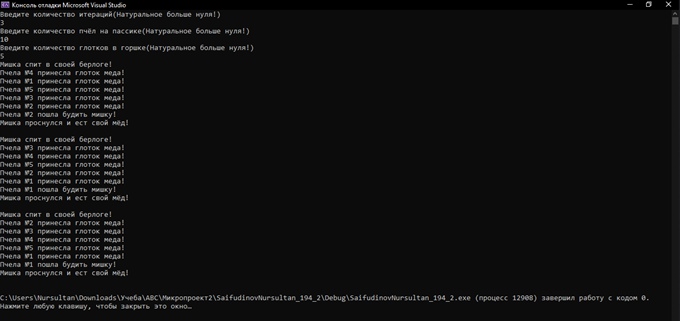 Консоль отладки Microsoft Visual Studio
Введите количество итераций(Натуральное больше нуля!)
3
Введите количество пчёл на пассике(Натуральное больше нуля!)
10
Введите количество глотков в горшке(Натуральное больше нуля!)
5
Мишка спит в своей берлоге!
Пчела №4 принесла глоток меда!
Пчела №1 принесла глоток меда!
Пчела №5 принесла глоток меда!
Пчела №3 принесла глоток меда!
Пчела №2 принесла глоток меда!
Пчела №2 пошла будить мишку!
Мишка проснулся и ест свой мёд!
Мишка спит в своей берлоге!
Пчела №3 принесла глоток меда!
Пчела №4 принесла глоток меда!
Пчела №5 принесла глоток меда!
Пчела №2 принесла глоток меда!
Пчела №1 принесла глоток меда!
Пчела №1 пошла будить мишку!
Мишка проснулся и ест свой мёд!
Мишка спит в своей берлоге!
Пчела №2 принесла глоток меда!
Пчела №3 принесла глоток меда!
Пчела №4 принесла глоток меда!
Пчела №5 принесла глоток меда!
Пчела №1 принесла глоток меда!
Пчела №1 пошла будить мишку!
Мишка проснулся и ест свой мёд!
C:\Users\Nursultan\Downloads\Учеба\ABC\Микропроект2\SaifudinovNursultan_194_2\Debug\SaifudinovNursultan_194_2.exe (процесс 12908) завершил работу с кодом 0.
Нажмите любую клавишу, чтобы закрыть это окно…